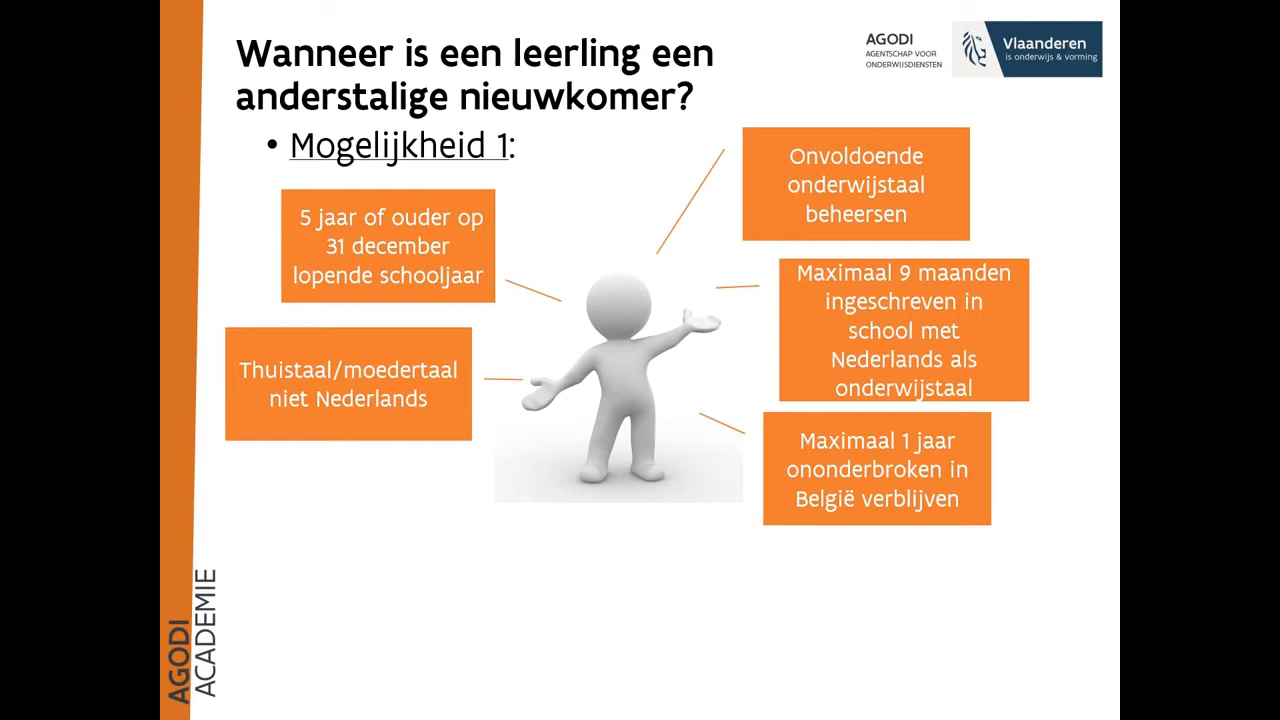 Wanneer is een leerling een
anderstalige nieuwkomer?
AGODI
AGENTSCHAP VOOR
ONDERWIJSDIENSTEN
Vlaanderen
is onderwijs & vorming
• Mogelijkheid 1:
5 jaar of ouder op
31 december
lopende schooljaar
Thuistaal/moedertaal
niet Nederlands
Onvoldoende
onderwijstaal
beheersen
Maximaal 9 maanden
ingeschreven in
school met
Nederlands als
onderwijstaal
Maximaal 1 jaar
ononderbroken in
België verblijven
AGODI
ACADEMIE